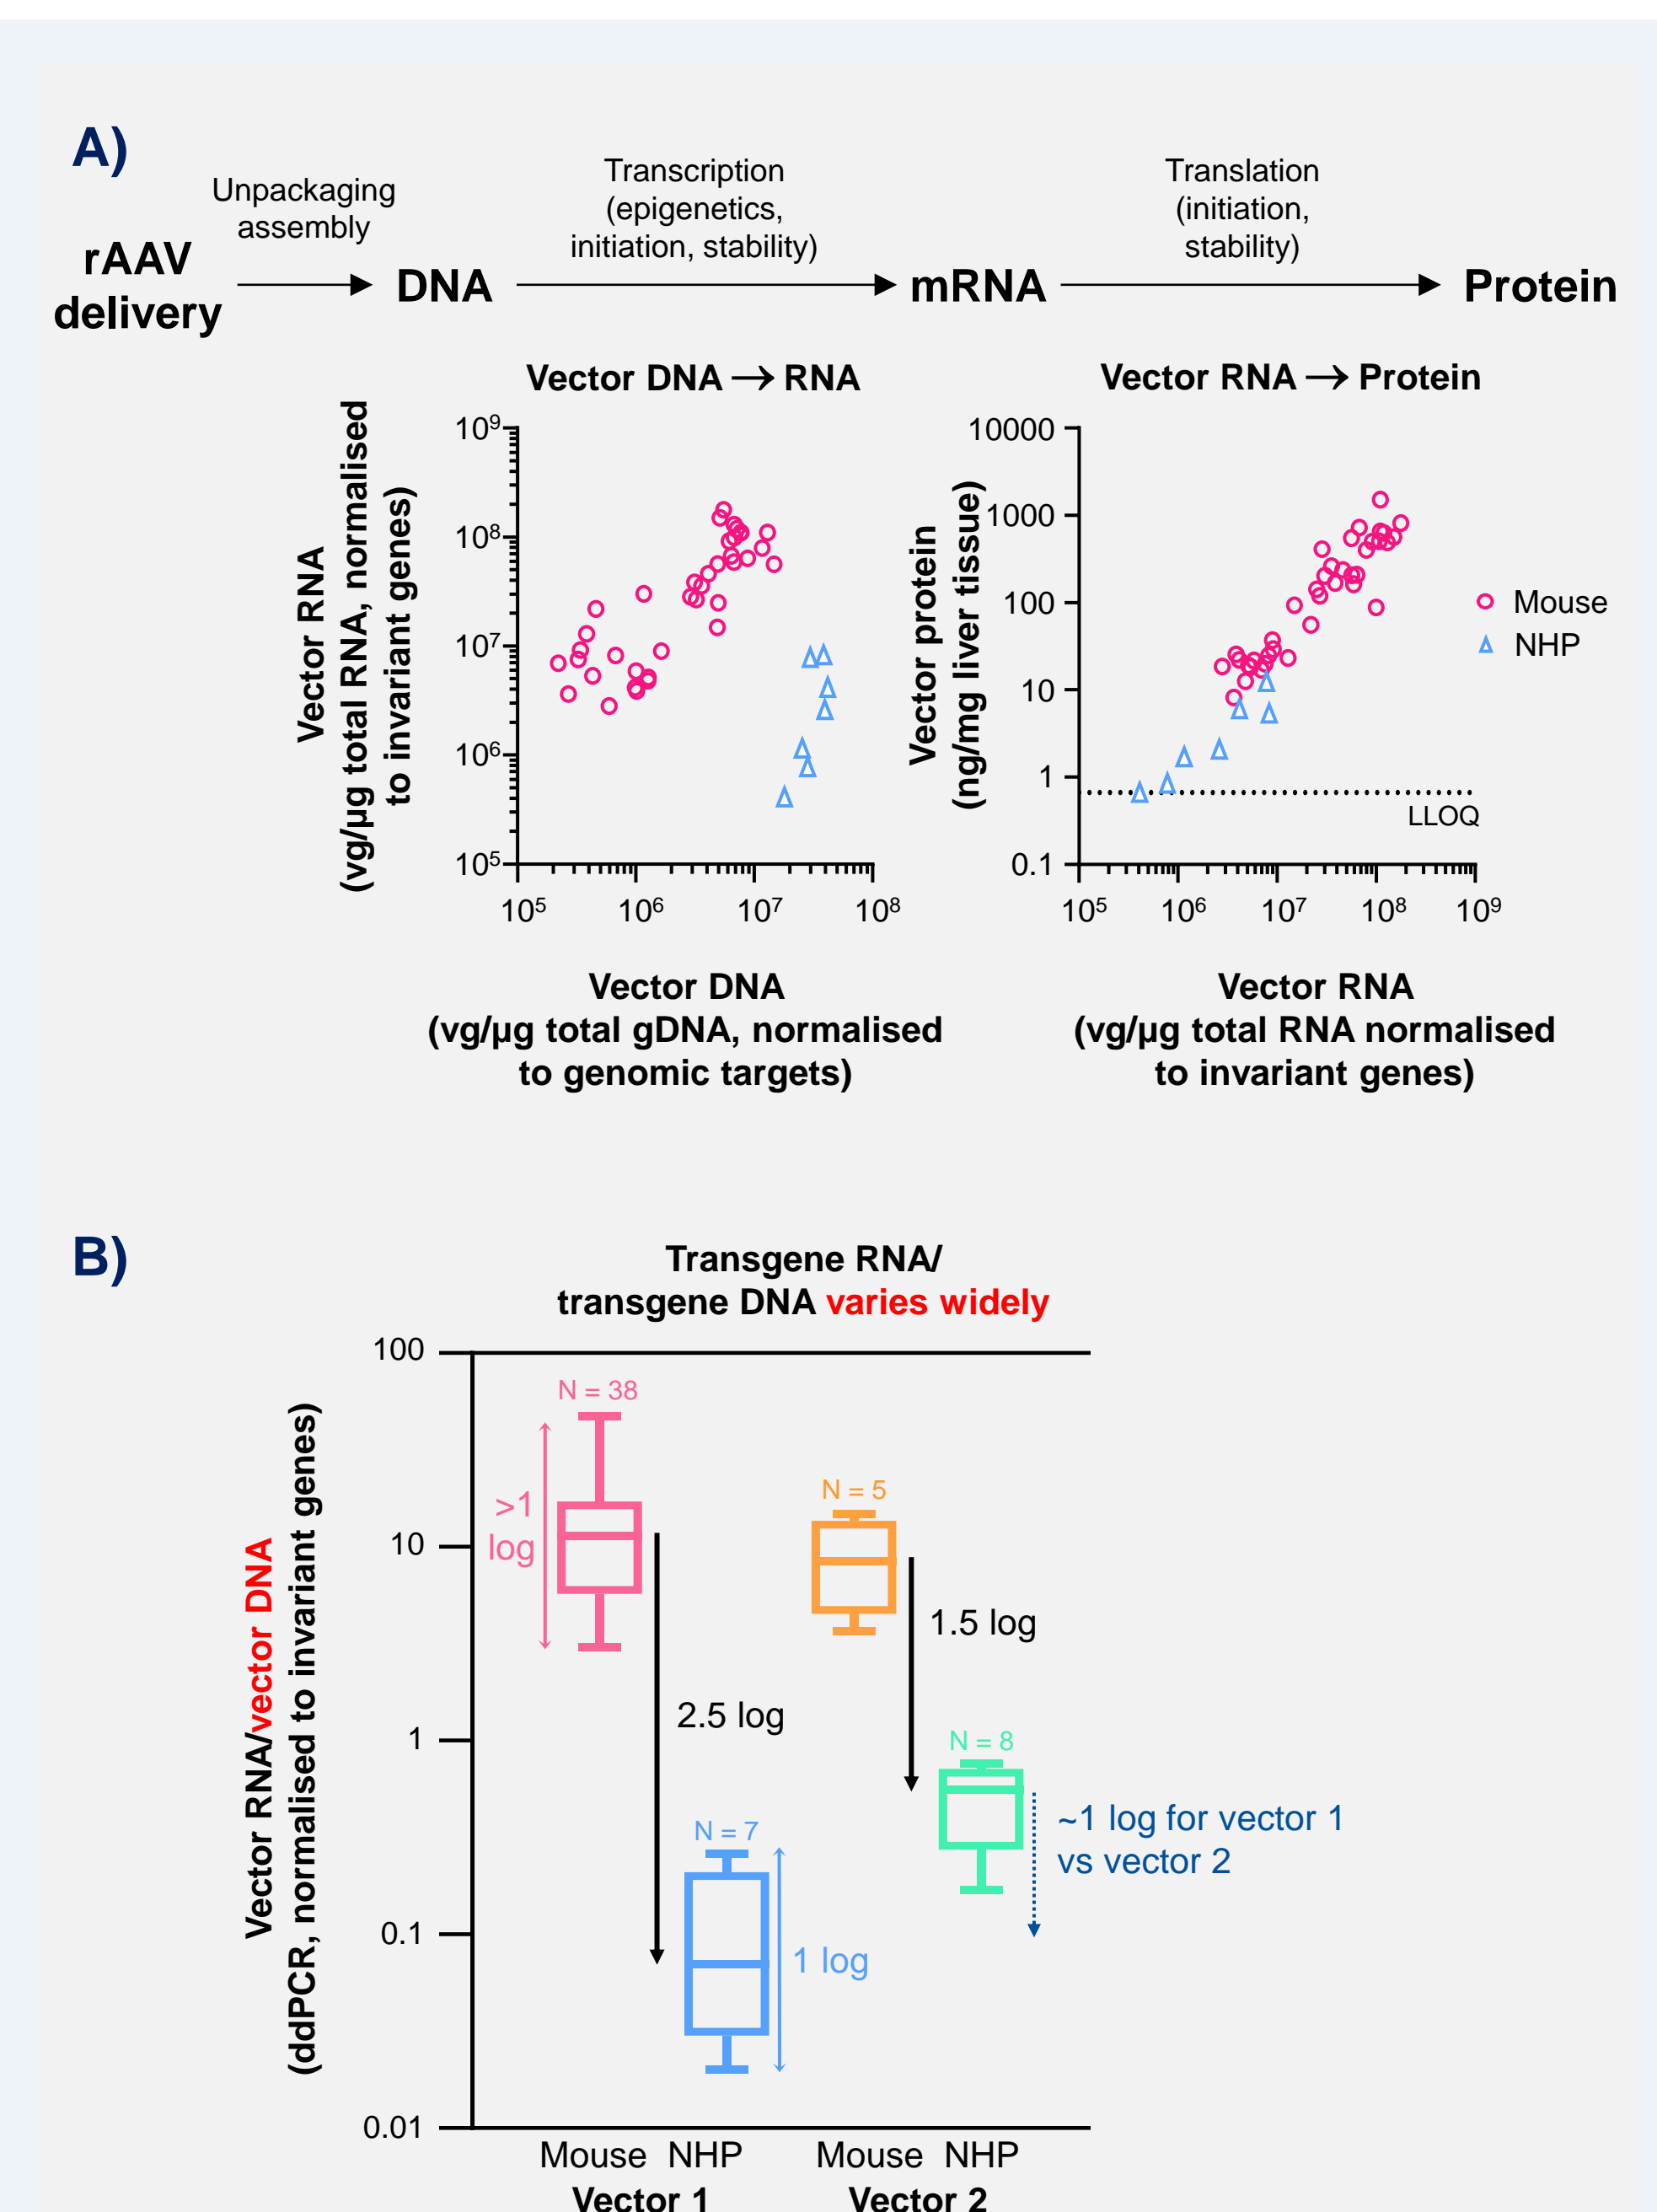 A)
Unpackaging
assembly
Transcription
(epigenetics,
initiation, stability)
Translation
(initiation,
stability)
rAAV
delivery
DNA
mRNA
Protein
Vector DNA → RNA
Vector RNA
(vg/µg total RNA, normalised
to invariant genes)
10⁹
10⁸
10⁷
10⁶
10⁵
10⁵ 10⁶ 10⁷ 10⁸
Vector DNA
(vg/µg total gDNA, normalised
to genomic targets)
Vector RNA → Protein
Vector protein
(ng/mg liver tissue)
10000
1000
100
10
1
0.1
LLOQ
Mouse
NHP
10⁵ 10⁶ 10⁷ 10⁸ 10⁹
Vector RNA
(vg/µg total RNA normalised
to invariant genes)
B)
Transgene RNA/
transgene DNA varies widely
Vector RNA/vector DNA
(ddPCR, normalised to invariant genes)
100
10
1
0.1
0.01
N = 38
>1
log
2.5 log
N = 7
1 log
N = 5
1.5 log
N = 8
~1 log for vector 1
vs vector 2
Mouse NHP Mouse NHP
Vector 1 Vector 2